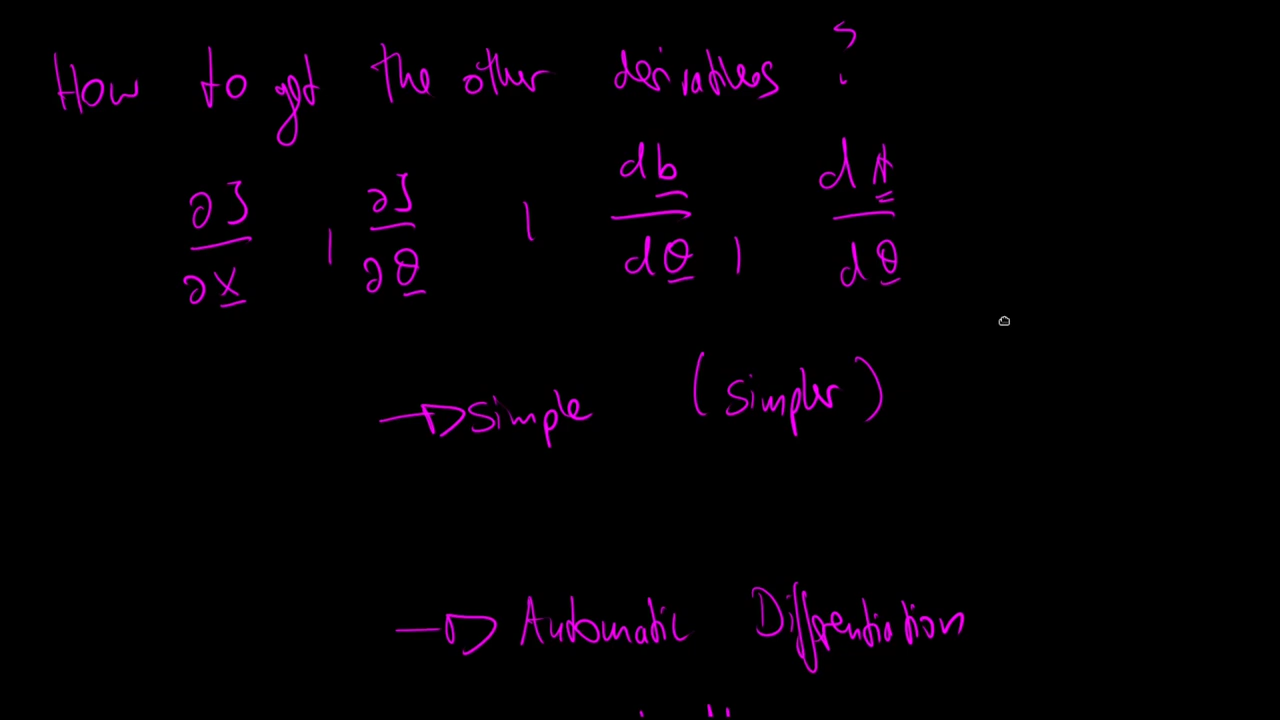 How to get the other derivatives ?
∂J/∂x , ∂J/∂θ , db/dθ , dA/dθ
→ Simple (simpler)
→ Automatic Differentiation